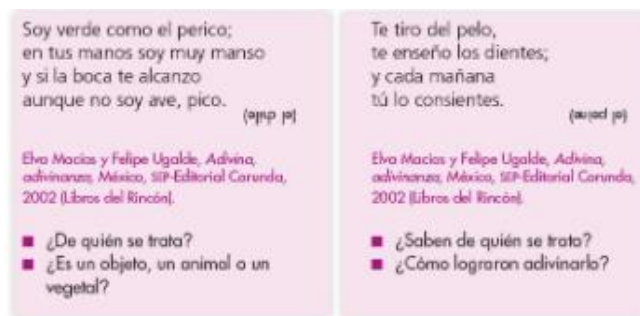 Soy verde como el perico;
en tus manos soy muy manso
y si la boca te alcanzo
aunque no soy ave, pico.
(el chile)
Elva Macías y Felipe Ugalde, Adivina,
adivinanza, México, SEP-Editorial Corunda,
2002 (Libros del Rincón).
■ ¿De quién se trata?
■ ¿Es un objeto, un animal o un
vegetal?
Te tiro del pelo,
te enseño los dientes;
y cada mañana
tú lo consientes.
(el peine)
Elva Macías y Felipe Ugalde, Adivina,
adivinanza, México, SEP-Editorial Corunda,
2002 (Libros del Rincón).
■ ¿Saben de quién se trata?
■ ¿Cómo lograron adivinarlo?